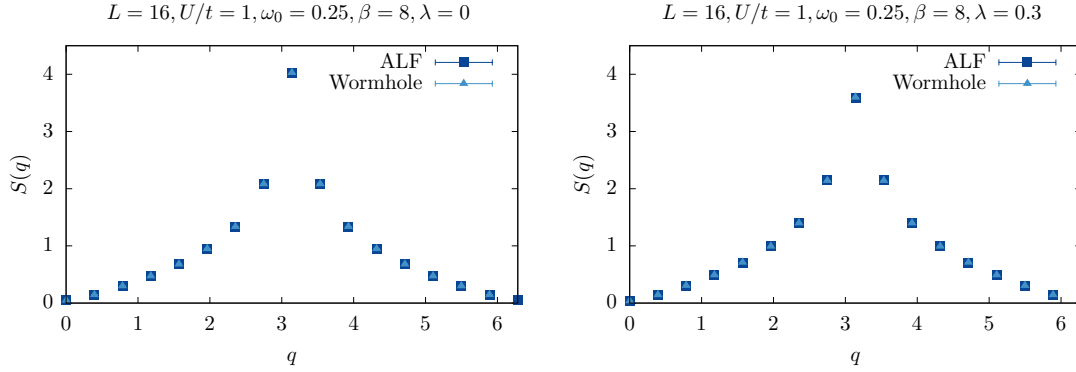 L = 16, U/t = 1, ω₀ = 0.25, β = 8, λ = 0
ALF
Wormhole
S(q)
4
3
2
1
0
0 1 2 3 4 5 6
q
L = 16, U/t = 1, ω₀ = 0.25, β = 8, λ = 0.3
ALF
Wormhole
S(q)
4
3
2
1
0
0 1 2 3 4 5 6
q